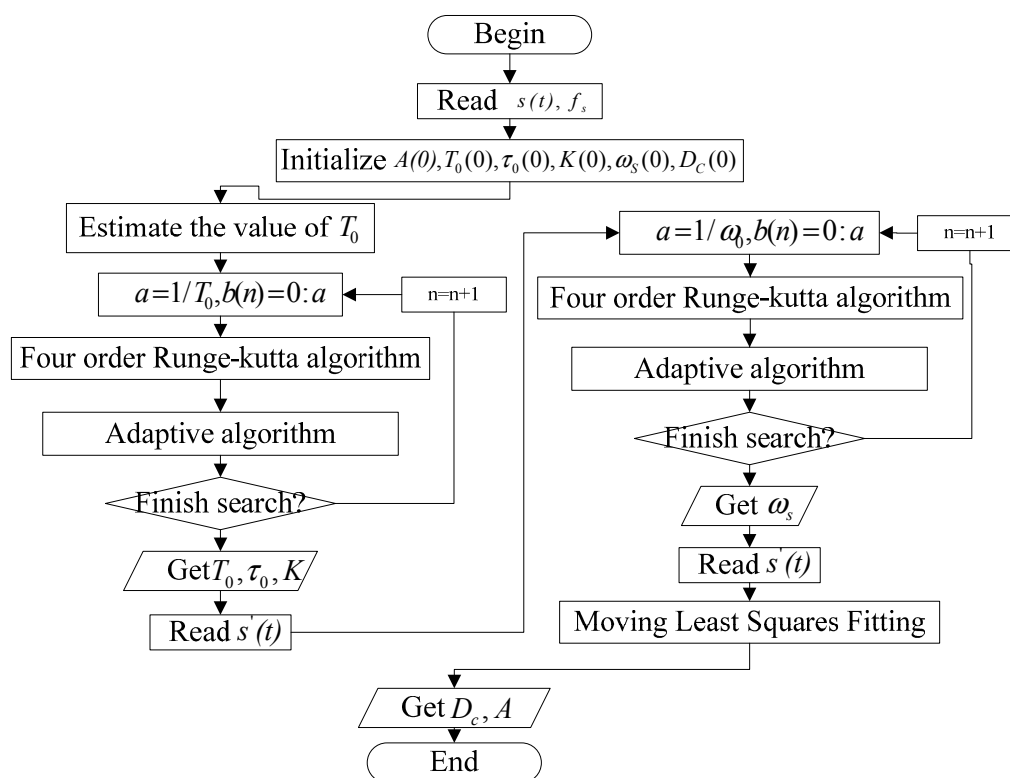 Begin
Read s(t), f_s
Initialize A(0), T_0(0), τ_0(0), K(0), ω_S(0), D_C(0)
Estimate the value of T_0
a=1/T_0, b(n)=0:a
n=n+1
Four order Runge-kutta algorithm
Adaptive algorithm
Finish search?
Get T_0, τ_0, K
Read s'(t)
a=1/ω_0, b(n)=0:a
n=n+1
Four order Runge-kutta algorithm
Adaptive algorithm
Finish search?
Get ω_s
Read s'(t)
Moving Least Squares Fitting
Get D_c, A
End